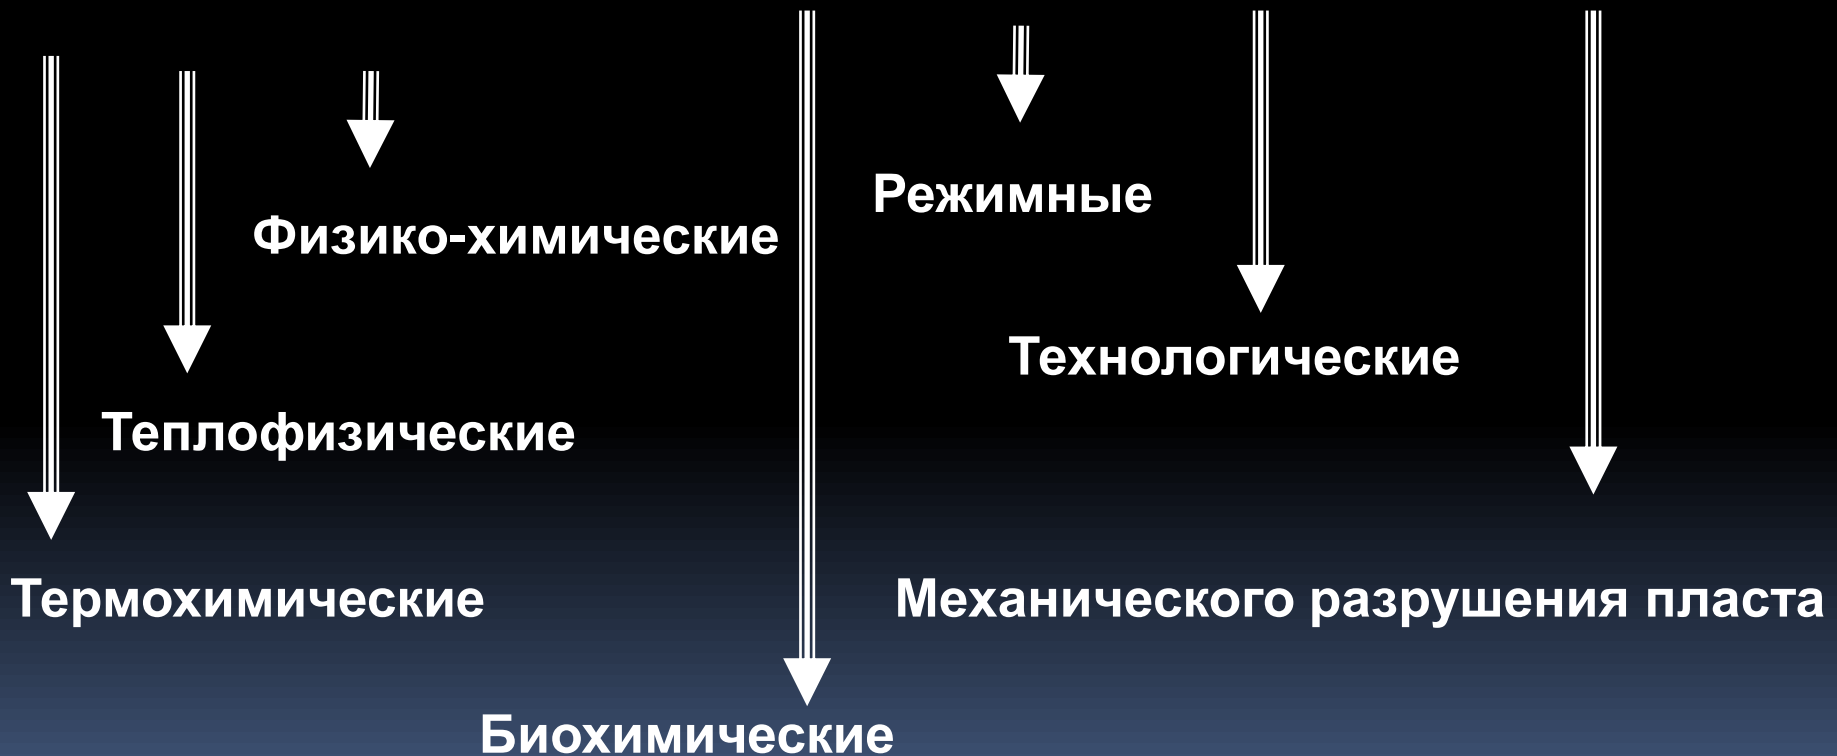 Режимные
Физико-химические
Технологические
Теплофизические
Термохимические
Механического разрушения пласта
Биохимические